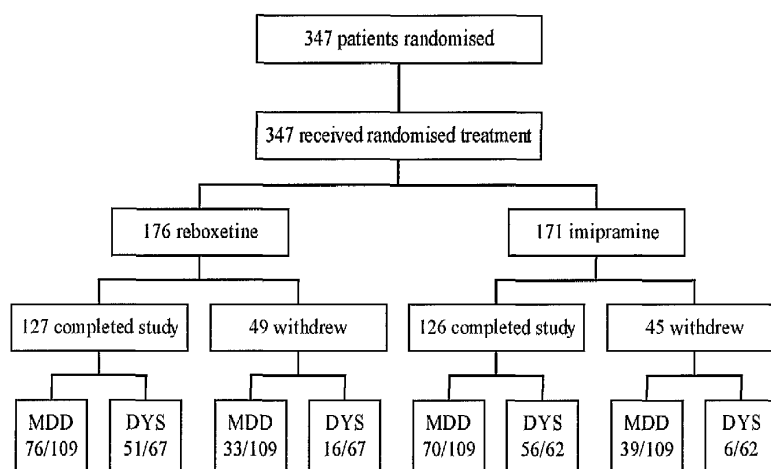 347 patients randomised
347 received randomised treatment
176 reboxetine
171 imipramine
127 completed study
49 withdrew
126 completed study
45 withdrew
MDD
76/109
DYS
51/67
MDD
33/109
DYS
16/67
MDD
70/109
DYS
56/62
MDD
39/109
DYS
6/62